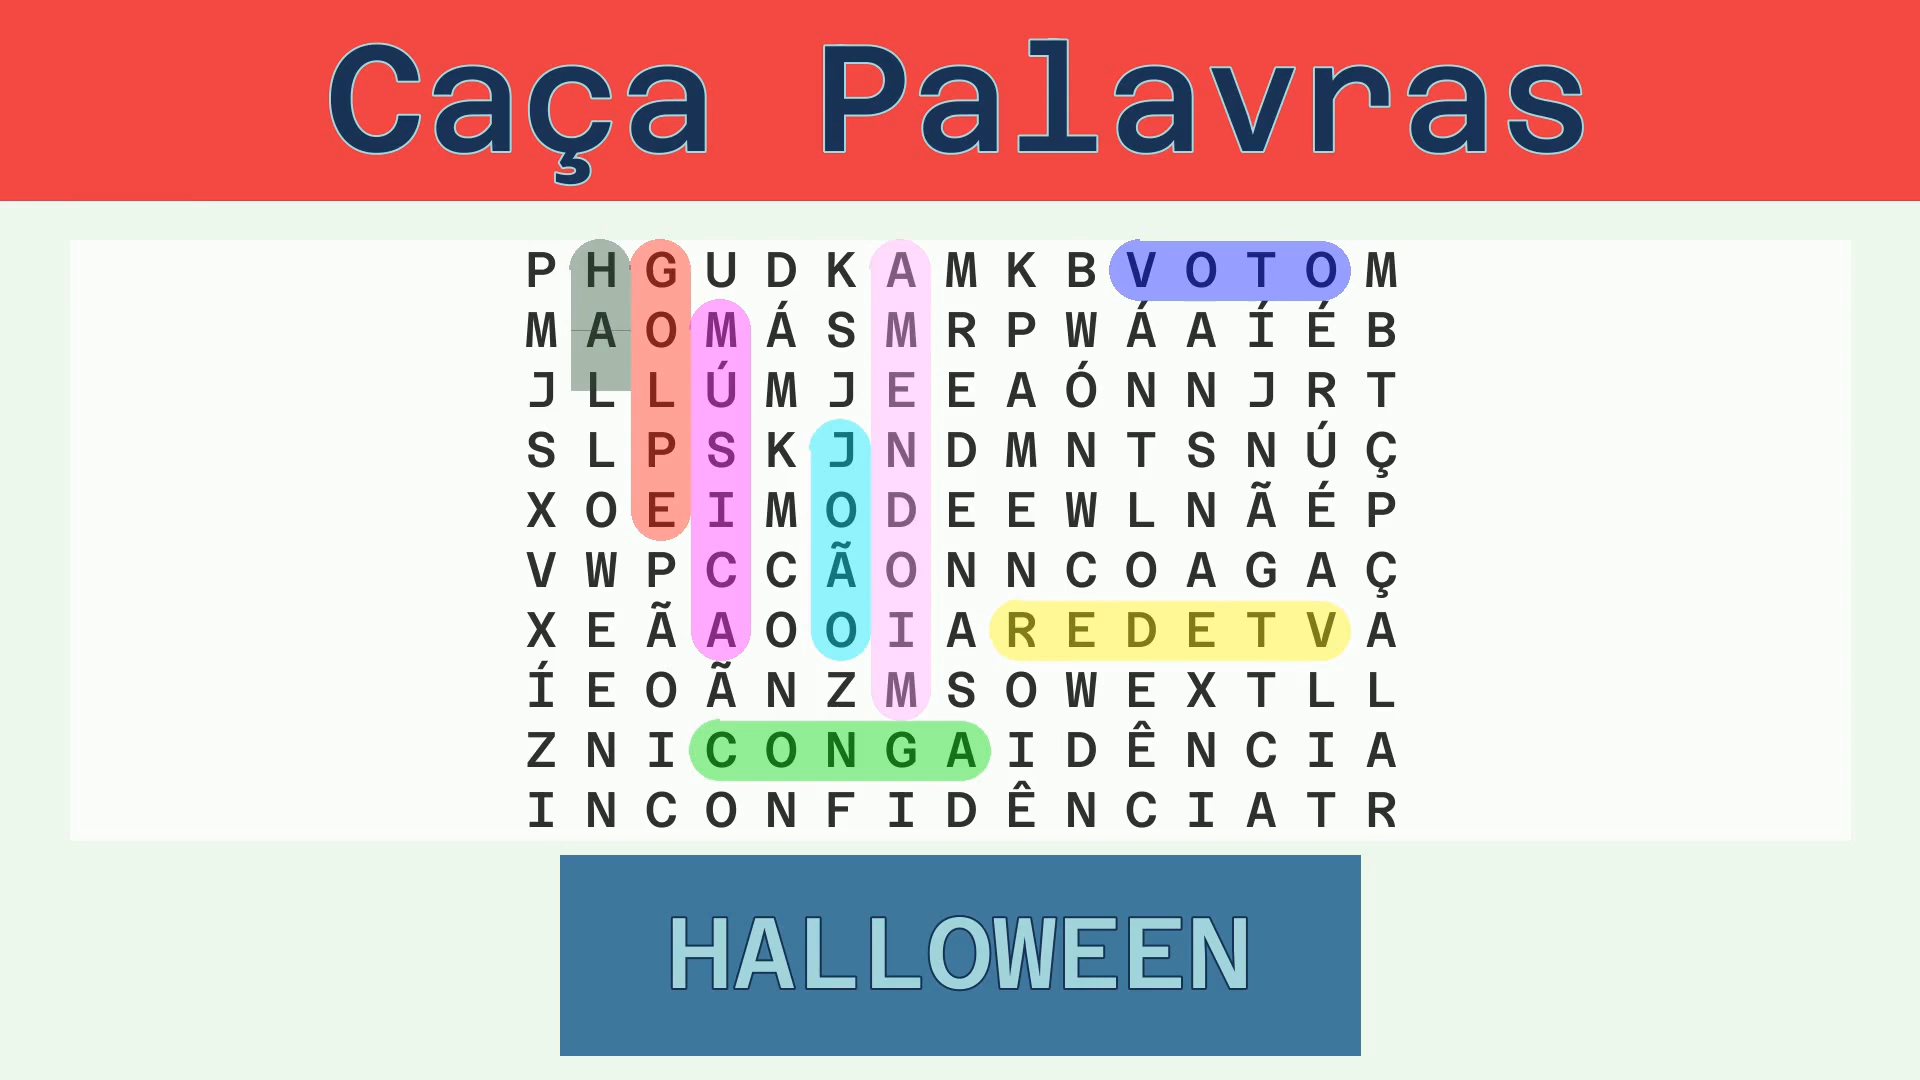 Caça Palavras
P H G U D K A M K B V O T O M
M A O M Á S M R P W Á A Í É B
J L L Ú M J E E A Ó N N J R T
S L P S K J N D M N T S N Ú Ç
X O E I M O D E E W L N Ã É P
V W P C C Ã O N N C O A G A Ç
X E Ã A O O I A R E D E T V A
Í E O Ã N Z M S O W E X T L L
Z N I C O N G A I D Ê N C I A
I N C O N F I D Ê N C I A T R
HALLOWEEN